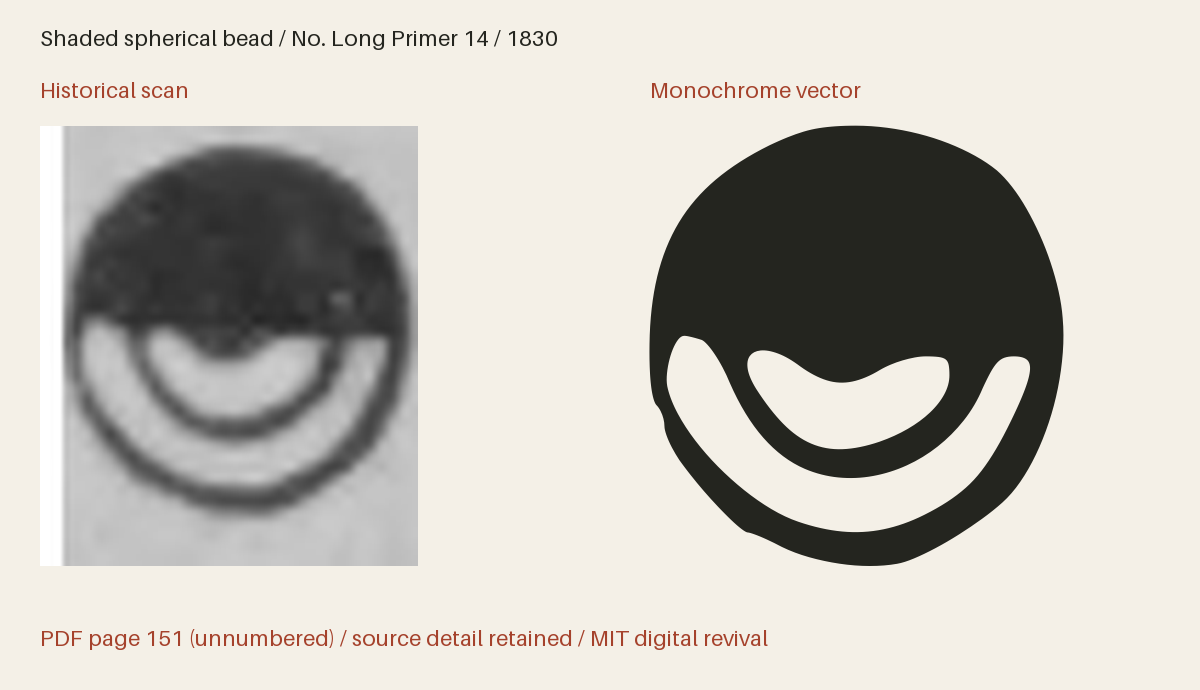 Shaded spherical bead / No. Long Primer 14 / 1830
Historical scan
Monochrome vector
PDF page 151 (unnumbered) / source detail retained / MIT digital revival